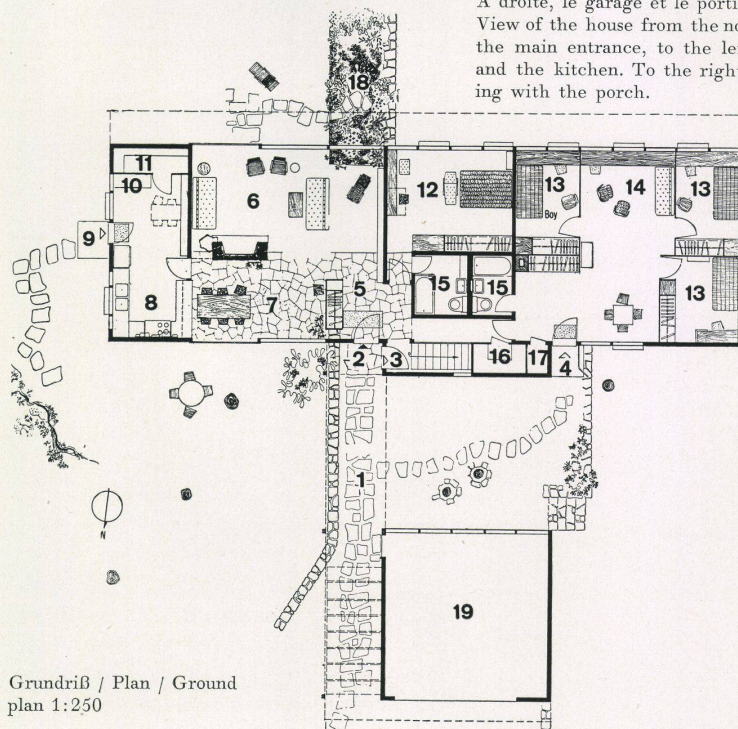 A droite, le garage et le porti
View of the house from the no
the main entrance, to the le
and the kitchen. To the righ
ing with the porch.
18
11
10
6
12
13
14
13
Boy
9
15
15
5
8
7
13
2
3
16
17
4
1
N
19
Grundriß / Plan / Ground
plan 1:250